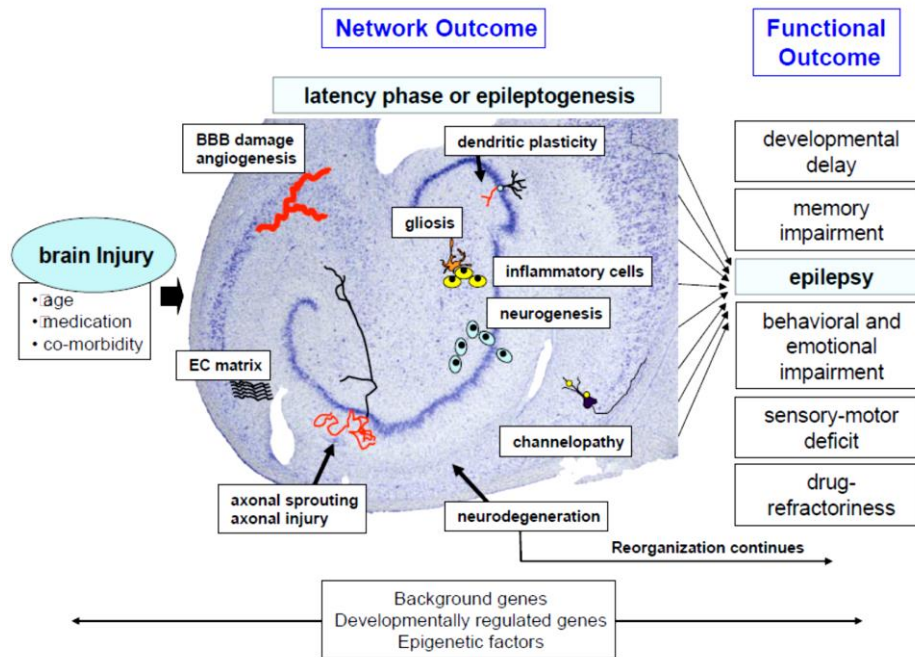 Network Outcome
Functional
Outcome
latency phase or epileptogenesis
BBB damage
angiogenesis
dendritic plasticity
gliosis
inflammatory cells
neurogenesis
brain Injury
• age
• medication
• co-morbidity
EC matrix
channelopathy
axonal sprouting
axonal injury
neurodegeneration
developmental
delay
memory
impairment
epilepsy
behavioral and
emotional
impairment
sensory-motor
deficit
drug-
refractoriness
Reorganization continues
Background genes
Developmentally regulated genes
Epigenetic factors